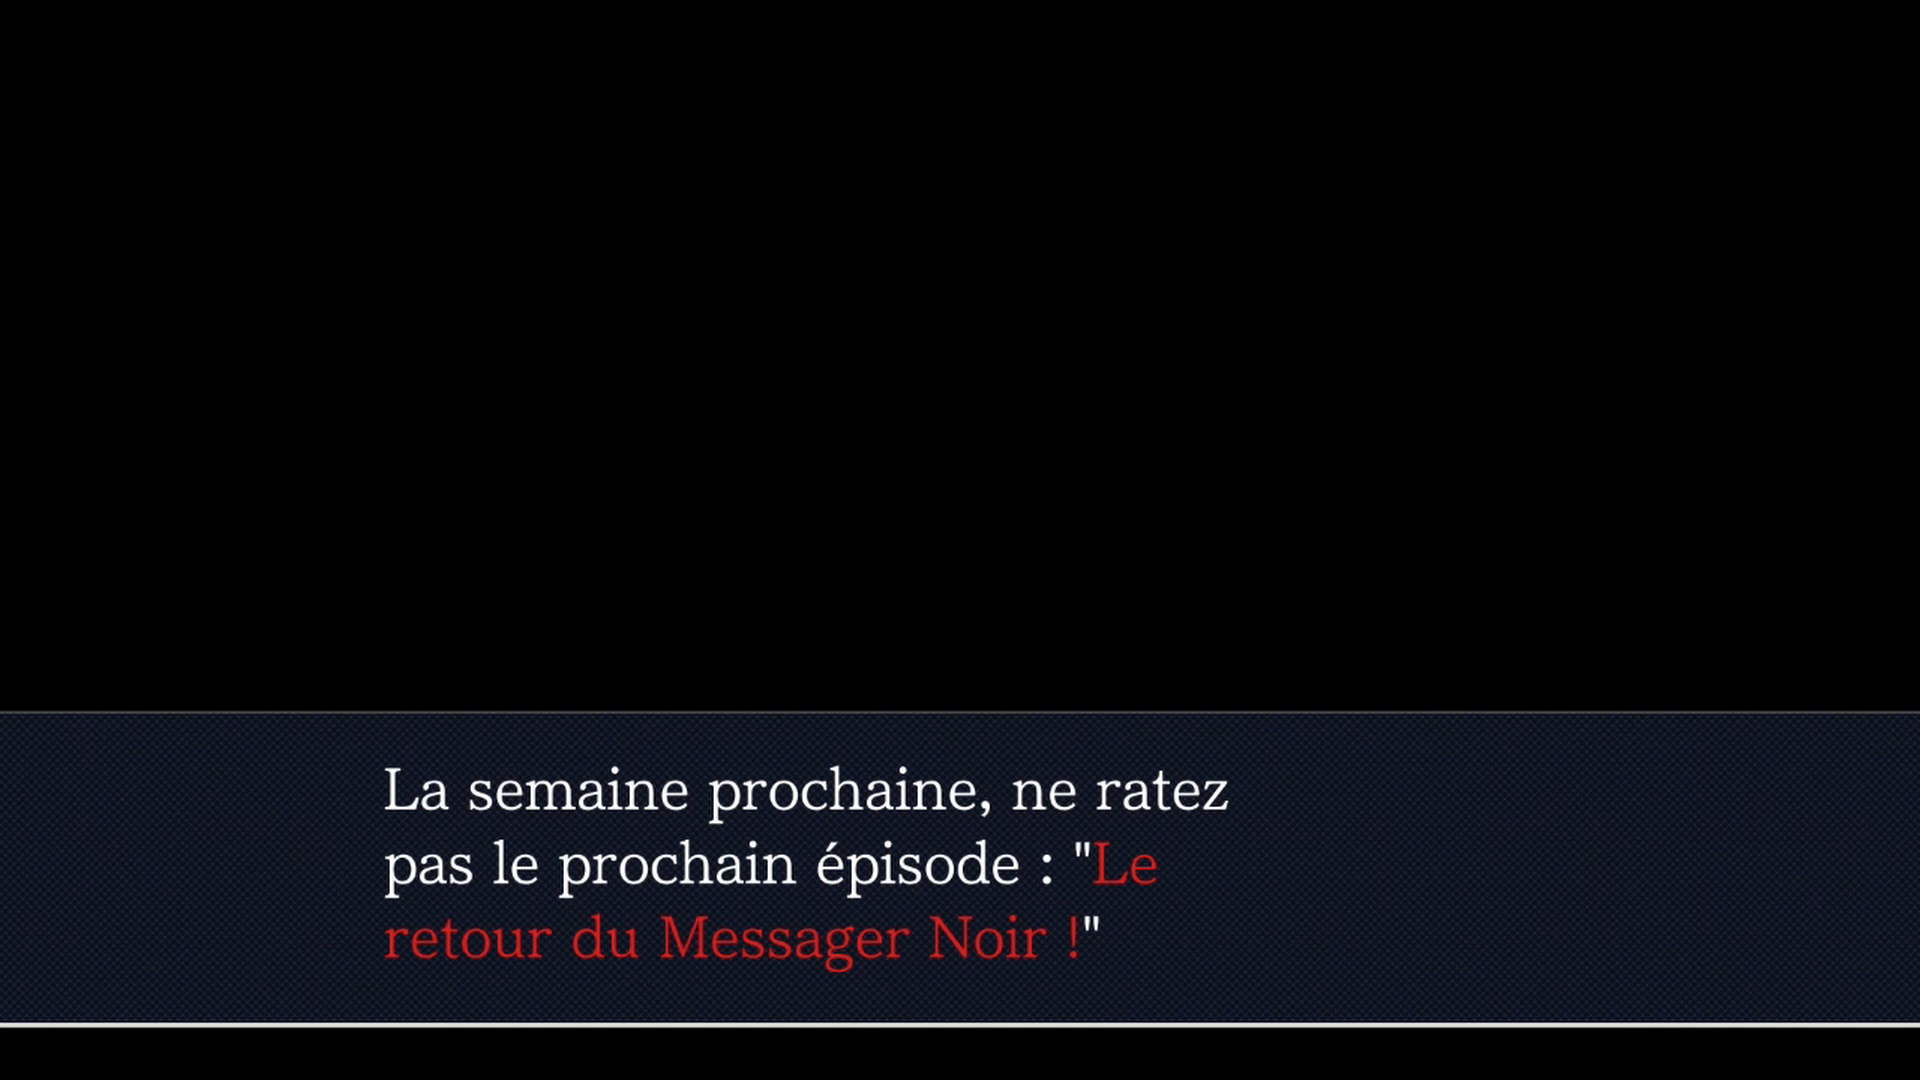 La semaine prochaine, ne ratez
pas le prochain épisode : "Le
retour du Messager Noir !"